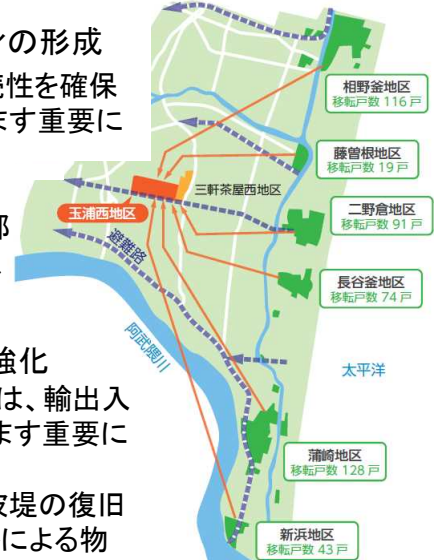 ンの形成
売性を確保
ます重要に
部
強化
は、輸出入
ます重要に
皮堤の復旧
による物
相野釜地区
移転戸数 116 戸
藤曽根地区
移転戸数 19 戸
三軒茶屋西地区
玉浦西地区
二野倉地区
移転戸数 91 戸
避難路
長谷釜地区
移転戸数 74 戸
阿武隈川
太平洋
蒲崎地区
移転戸数 128 戸
新浜地区
移転戸数 43 戸